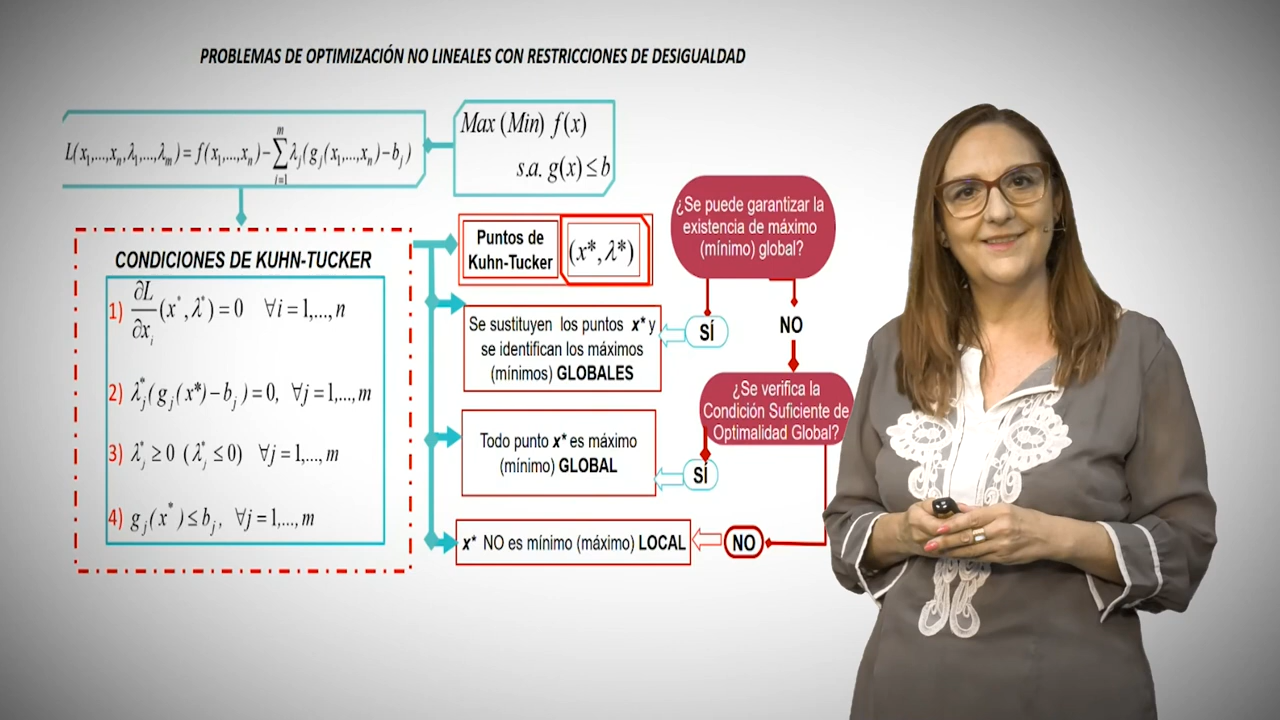 PROBLEMAS DE OPTIMIZACIÓN NO LINEALES CON RESTRICCIONES DE DESIGUALDAD
L(x₁,...,xₙ,λ₁,...,λₘ)= f(x₁,...,xₙ)−∑ᵐⱼ₌₁ λⱼ(gⱼ(x₁,...,xₙ)−bⱼ)
Max (Min) f(x)
s.a. g(x) ≤ b
CONDICIONES DE KUHN-TUCKER
1) ∂L/∂xᵢ (x*,λ*)=0 ∀i=1,...,n
2) λⱼ*(gⱼ(x*)−bⱼ)=0, ∀j=1,...,m
3) λⱼ* ≥0 (λⱼ* ≤0) ∀j=1,...,m
4) gⱼ(x*)≤bⱼ, ∀j=1,...,m
Puntos de
Kuhn-Tucker
(x*,λ*)
¿Se puede garantizar la
existencia de máximo
(mínimo) global?
SÍ
NO
Se sustituyen los puntos x* y
se identifican los máximos
(mínimos) GLOBALES
¿Se verifica la
Condición Suficiente de
Optimalidad Global?
SÍ
Todo punto x* es máximo
(mínimo) GLOBAL
NO
x* NO es mínimo (máximo) LOCAL